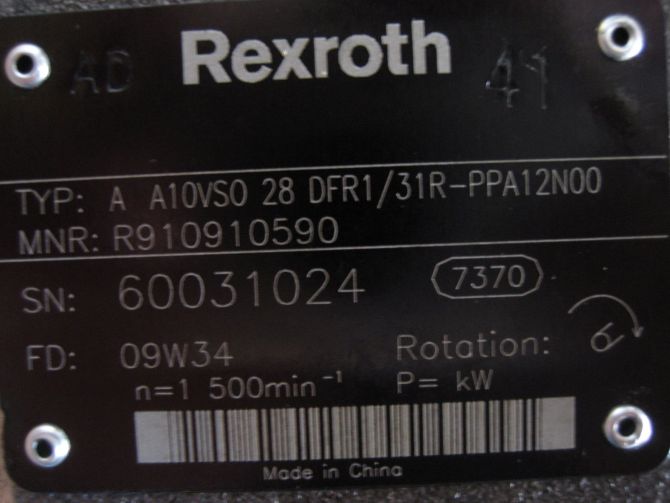 AD Rexroth 41
TYP: A A10VSO 28 DFR1/31R-PPA12N00
MNR: R910910590
SN: 60031024 7370
FD: 09W34 Rotation:
n=1 500min⁻¹ P= kW
Made in China